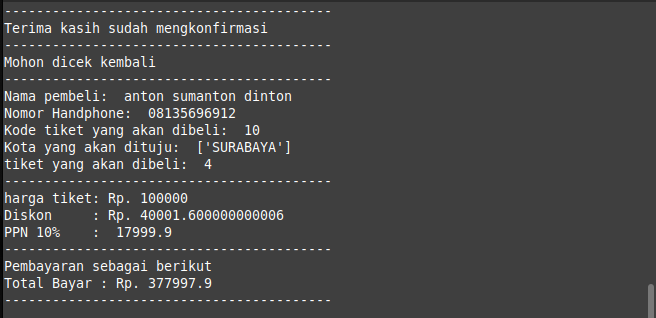 -----------------------------------------
Terima kasih sudah mengkonfirmasi
-----------------------------------------
Mohon dicek kembali
-----------------------------------------
Nama pembeli:  anton sumanton dinton
Nomor Handphone:  08135696912
Kode tiket yang akan dibeli:  10
Kota yang akan dituju:  ['SURABAYA']
tiket yang akan dibeli:  4
-----------------------------------------
harga tiket: Rp. 100000
Diskon     : Rp. 40001.600000000006
PPN 10%    :  17999.9
-----------------------------------------
Pembayaran sebagai berikut
Total Bayar : Rp. 377997.9
-----------------------------------------